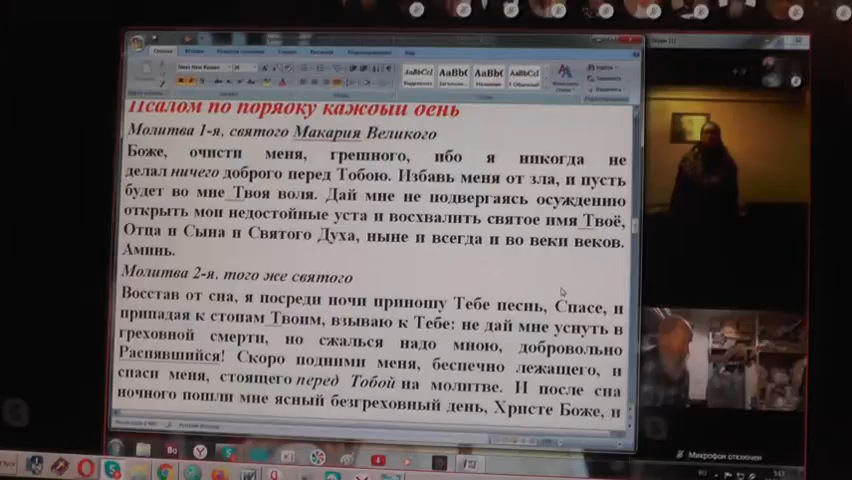 Псалом по порядку каждый день
Молитва 1-я, святого Макария Великого
Боже, очисти меня, грешного, ибо я никогда не
делал ничего доброго перед Тобою. Избавь меня от зла, и пусть
будет во мне Твоя воля. Дай мне не подвергаясь осуждению
открыть мои недостойные уста и восхвалить святое имя Твоё,
Отца и Сына и Святого Духа, ныне и всегда и во веки веков.
Аминь.
Молитва 2-я. того же святого
Восстав от сна, я посреди ночи приношу Тебе песнь, Спасе, и
припадая к стопам Твоим, взываю к Тебе: не дай мне уснуть в
греховной смерти, но сжалься надо мною, добровольно
Распявшийся! Скоро подними меня, беспечно лежащего, и
спаси меня, стоящего перед Тобой на молитве. И после сна
ночного пошли мне ясный безгреховный день, Христе Боже, и
Микрофон отключен